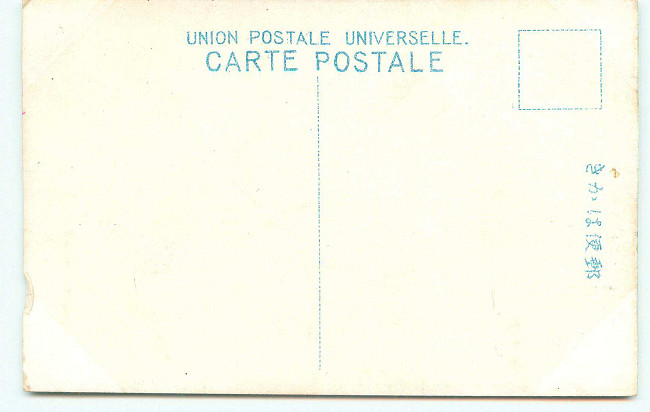 UNION POSTALE UNIVERSELLE.
CARTE POSTALE
郵便はかき